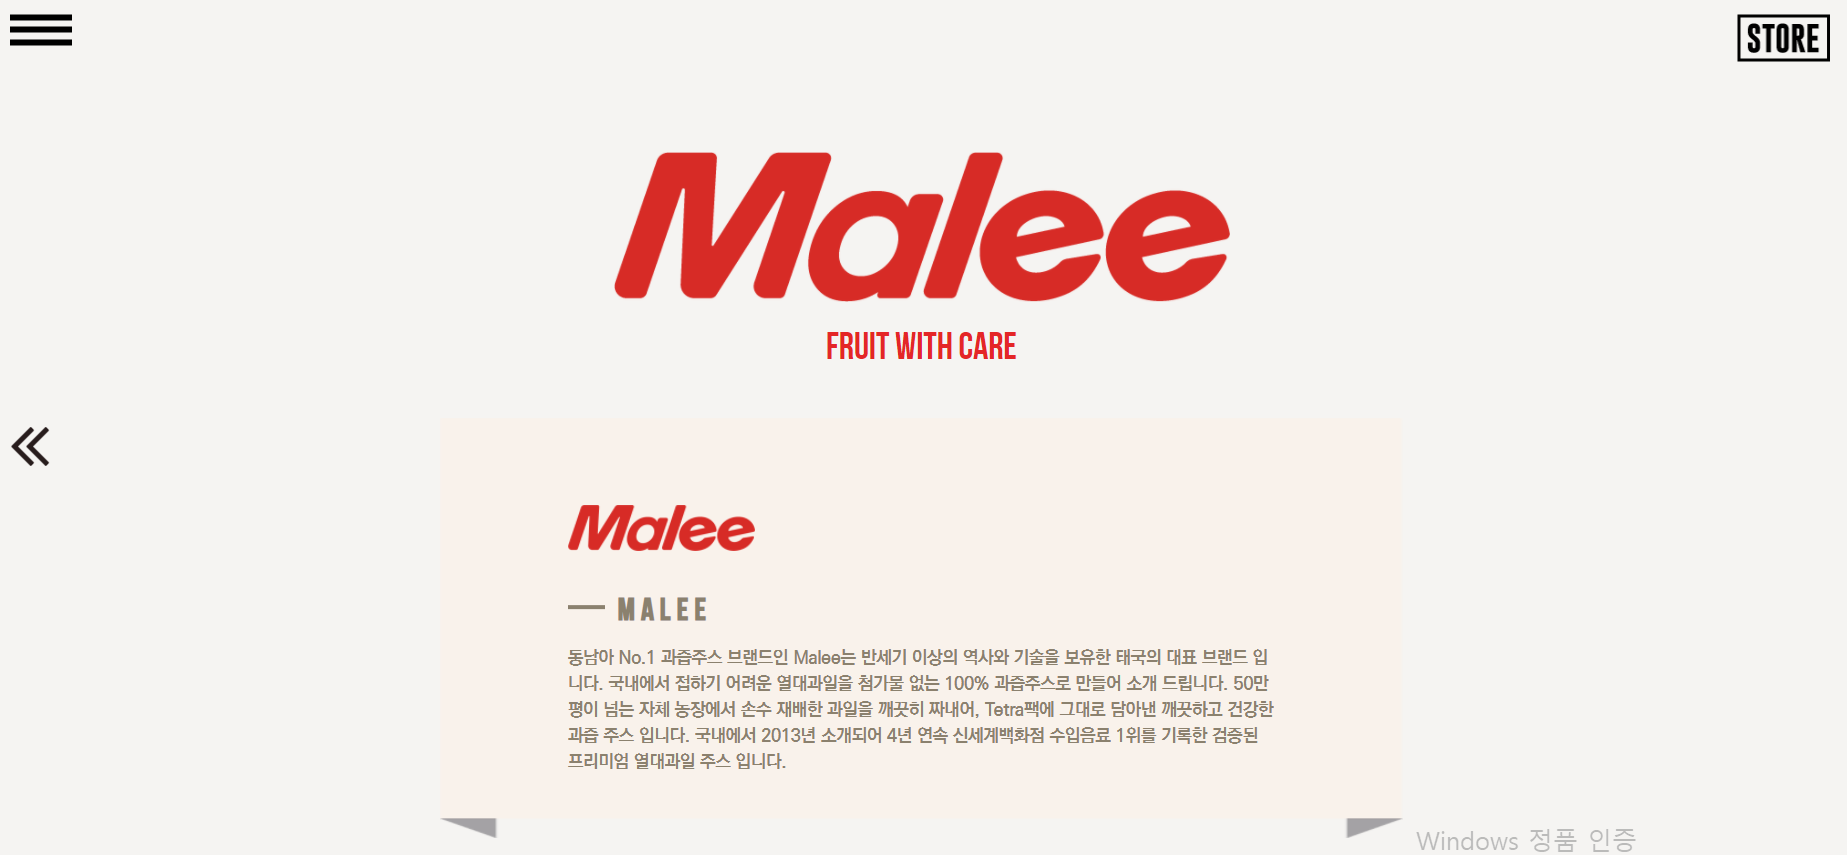 STORE
Malee
FRUIT WITH CARE
Malee
MALEE
동남아 No.1 과즙주스 브랜드인 Malee는 반세기 이상의 역사와 기술을 보유한 태국의 대표 브랜드 입
니다. 국내에서 접하기 어려운 열대과일을 첨가물 없는 100% 과즙주스로 만들어 소개 드립니다. 50만
평이 넘는 자체 농장에서 손수 재배한 과일을 깨끗히 짜내어, Tetra팩에 그대로 담아낸 깨끗하고 건강한
과즙 주스 입니다. 국내에서 2013년 소개되어 4년 연속 신세계백화점 수입음료 1위를 기록한 검증된
프리미엄 열대과일 주스 입니다.
Windows 정품 인증